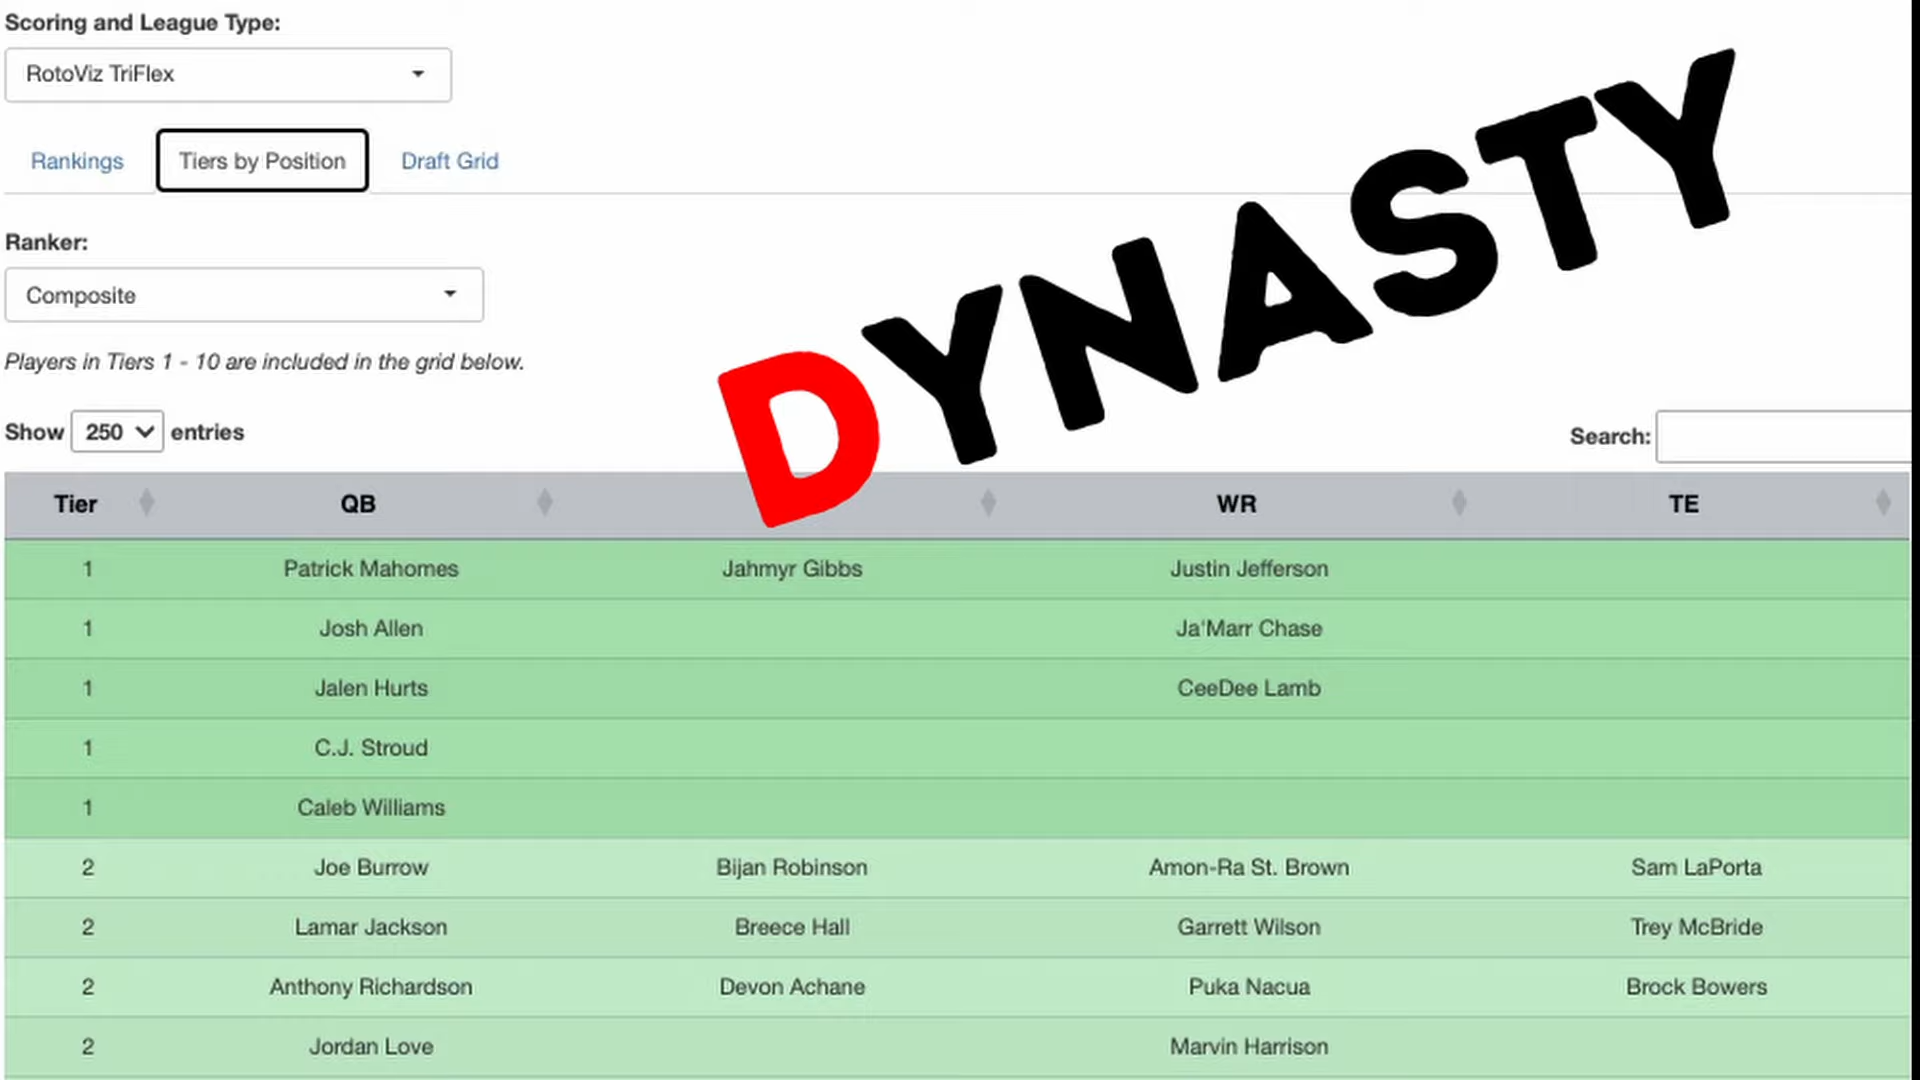 Scoring and League Type:
RotoViz TriFlex
DYNASTY
Rankings Tiers by Position Draft Grid
Ranker:
Composite
Players in Tiers 1 - 10 are included in the grid below.
Show 250 entries Search:
Tier QB WR TE
1 Patrick Mahomes Jahmyr Gibbs Justin Jefferson
1 Josh Allen Ja'Marr Chase
1 Jalen Hurts CeeDee Lamb
1 C.J. Stroud
1 Caleb Williams
2 Joe Burrow Bijan Robinson Amon-Ra St. Brown Sam LaPorta
2 Lamar Jackson Breece Hall Garrett Wilson Trey McBride
2 Anthony Richardson Devon Achane Puka Nacua Brock Bowers
2 Jordan Love Marvin Harrison